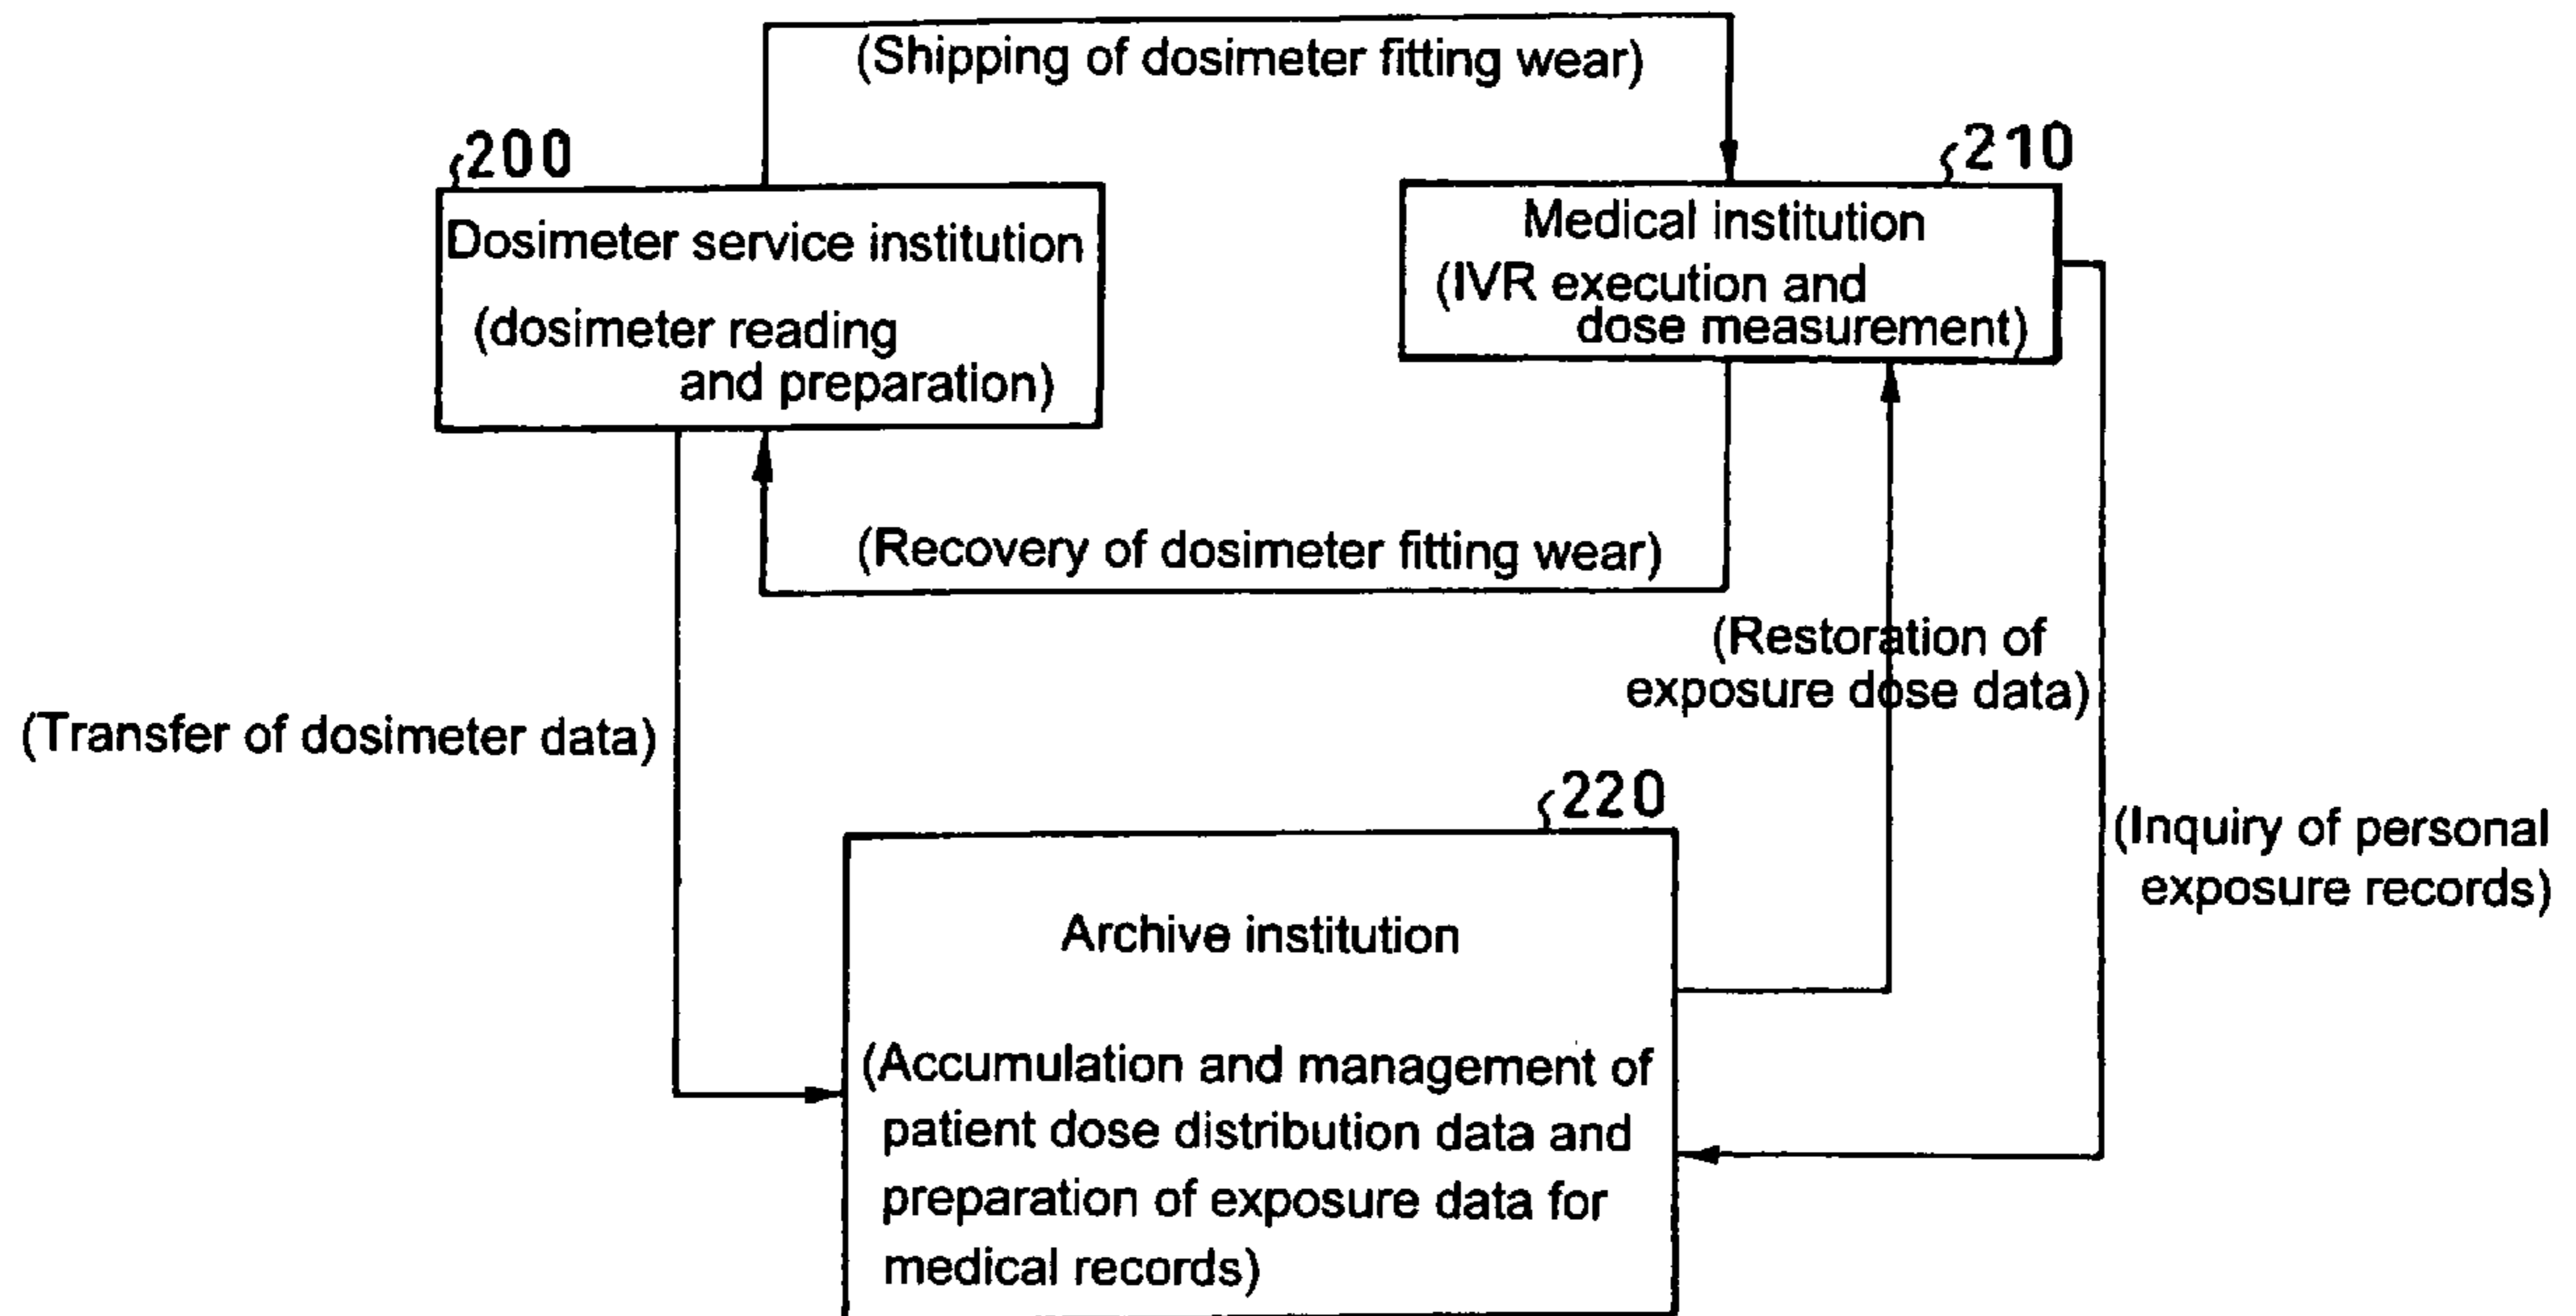 (Shipping of dosimeter fitting wear)
200
210
Dosimeter service institution
(dosimeter reading
and preparation)
Medical institution
(IVR execution and
dose measurement)
(Recovery of dosimeter fitting wear)
(Restoration of
exposure dose data)
(Transfer of dosimeter data)
220
(Inquiry of personal
exposure records)
Archive institution
(Accumulation and management of
patient dose distribution data and
preparation of exposure data for
medical records)